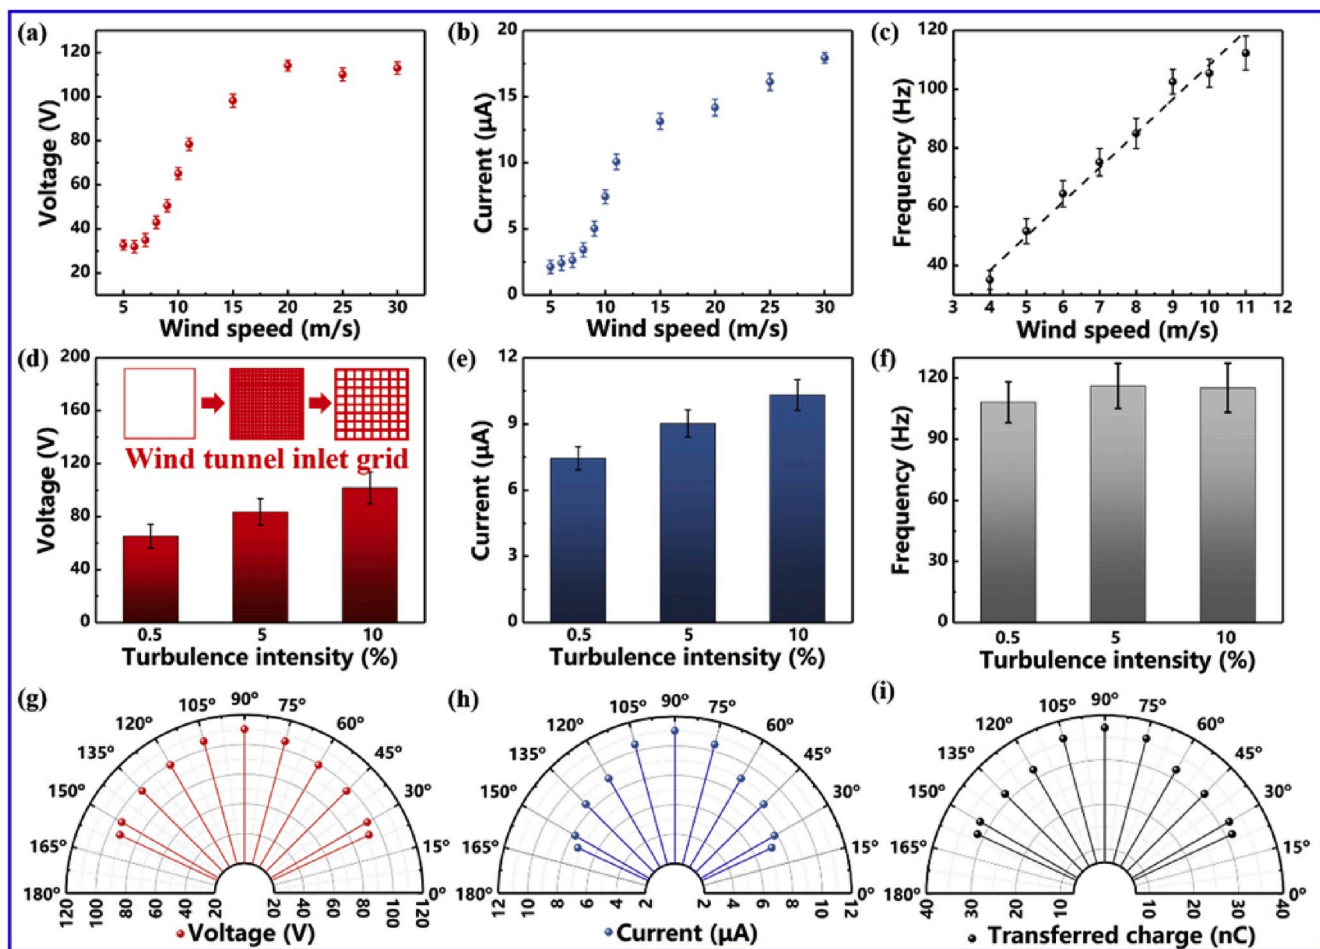 (a)
Voltage (V)
120
100
80
60
40
20
5 10 15 20 25 30
Wind speed (m/s)
(b)
Current (μA)
20
15
10
5
0
5 10 15 20 25 30
Wind speed (m/s)
(c)
Frequency (Hz)
120
100
80
60
40
3 4 5 6 7 8 9 10 11 12
Wind speed (m/s)
(d)
Voltage (V)
200
160
120
80
40
0
Wind tunnel inlet grid
0.5 5 10
Turbulence intensity (%)
(e)
Current (μA)
12
9
6
3
0
0.5 5 10
Turbulence intensity (%)
(f)
Frequency (Hz)
120
90
60
30
0
0.5 5 10
Turbulence intensity (%)
(g)
180° 165° 150° 135° 120° 105° 90° 75° 60° 45° 30° 15° 0°
120 100 80 60 40 20 20 40 60 80 100 120
Voltage (V)
(h)
180° 165° 150° 135° 120° 105° 90° 75° 60° 45° 30° 15° 0°
12 10 8 6 4 2 2 4 6 8 10 12
Current (μA)
(i)
180° 165° 150° 135° 120° 105° 90° 75° 60° 45° 30° 15° 0°
40 30 20 10 10 20 30 40
Transferred charge (nC)